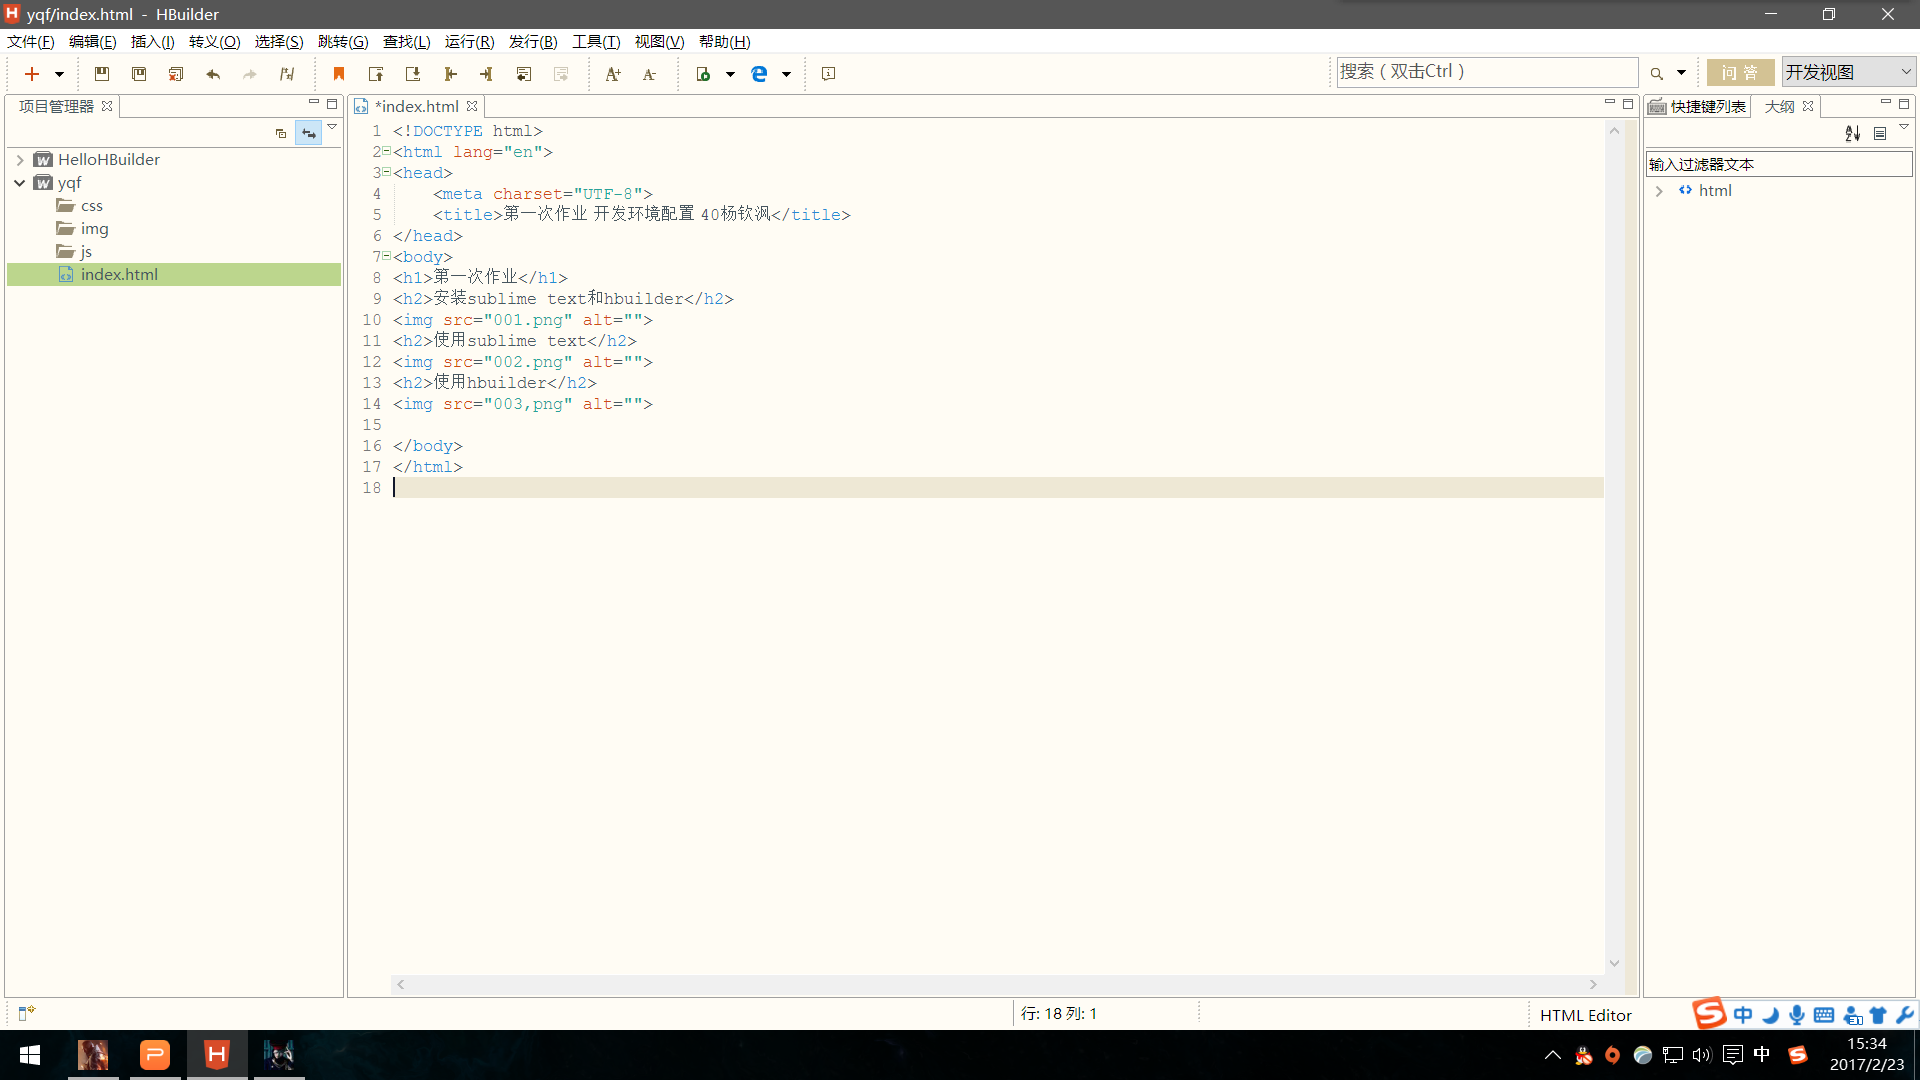 yqf/index.html - HBuilder
文件(F) 编辑(E) 插入(I) 转义(O) 选择(S) 跳转(G) 查找(L) 运行(R) 发行(B) 工具(T) 视图(V) 帮助(H)
搜索（双击Ctrl）
问 答
开发视图
项目管理器
HelloHBuilder
yqf
css
img
js
index.html
*index.html
1 <!DOCTYPE html>
2 <html lang="en">
3 <head>
4 <meta charset="UTF-8">
5 <title>第一次作业 开发环境配置 40杨钦沨</title>
6 </head>
7 <body>
8 <h1>第一次作业</h1>
9 <h2>安装sublime text和hbuilder</h2>
10 <img src="001.png" alt="">
11 <h2>使用sublime text</h2>
12 <img src="002.png" alt="">
13 <h2>使用hbuilder</h2>
14 <img src="003,png" alt="">
15
16 </body>
17 </html>
18
快捷键列表 大纲
输入过滤器文本
html
行: 18 列: 1
HTML Editor
中
中
15:34
2017/2/23